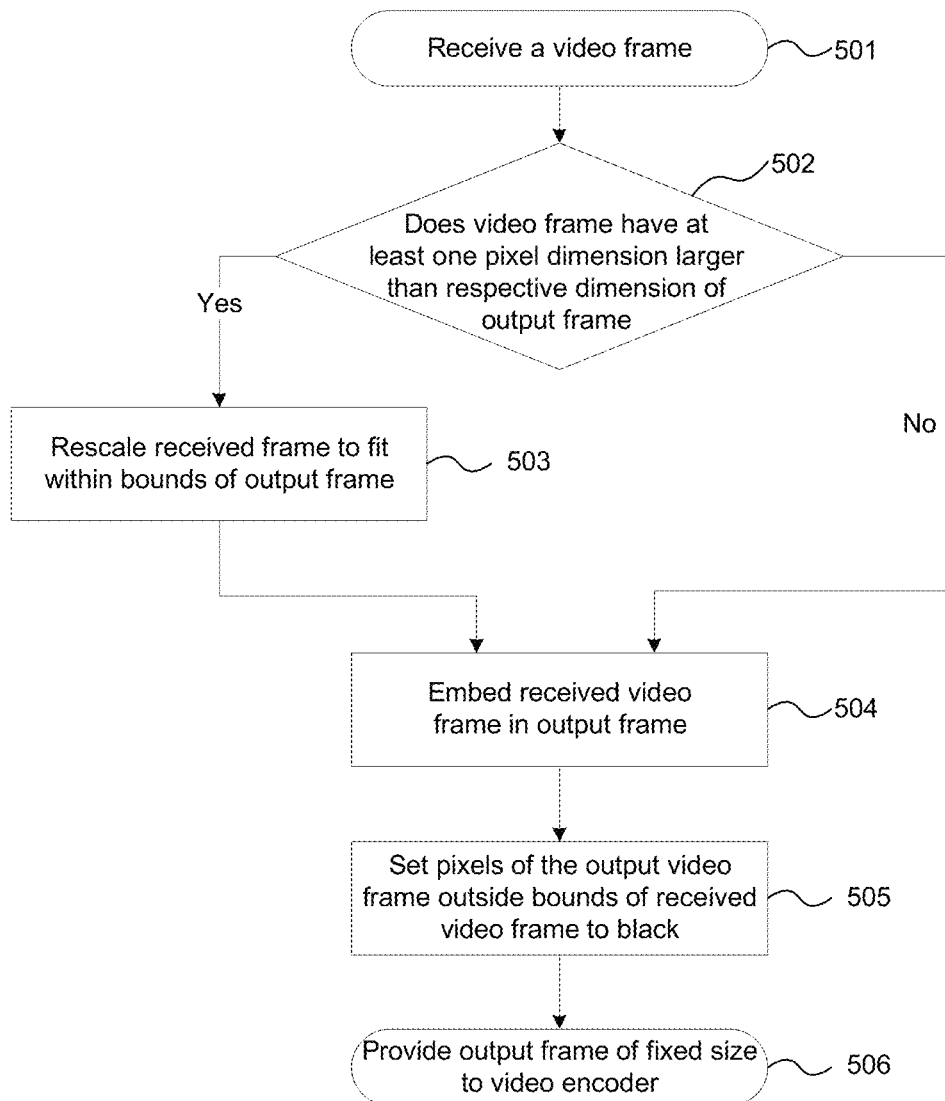 Receive a video frame
501
502
Does video frame have at
least one pixel dimension larger
than respective dimension of
output frame
Yes
No
Rescale received frame to fit
within bounds of output frame
503
Embed received video
frame in output frame
504
Set pixels of the output video
frame outside bounds of received
video frame to black
505
Provide output frame of fixed size
to video encoder
506